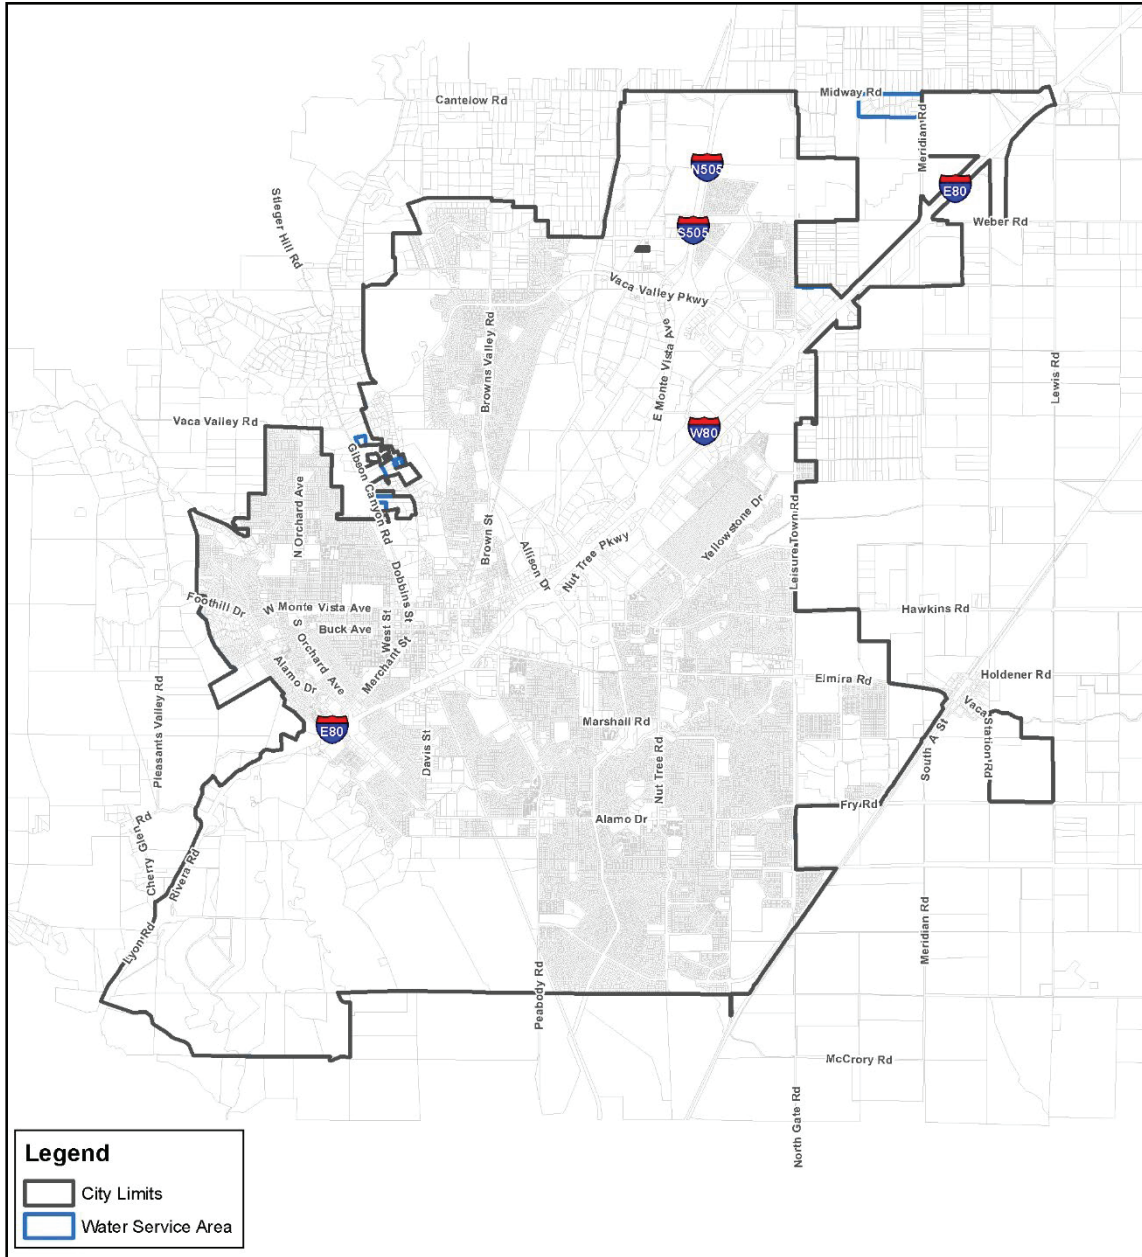 Cantelow Rd
Midway Rd
Meridian Rd
N505
E80
Stieger Hill Rd
S505
Weber Rd
Vaca Valley Pkwy
Browns Valley Rd
E Monte Vista Ave
Lewis Rd
Vaca Valley Rd
W80
Gibson Canyon Rd
N Orchard Ave
Yellowstone Dr
Leisure Town Rd
Brown St
Allison Dr
Nut Tree Pkwy
Dobbins St
Foothill Dr
W Monte Vista Ave
Hawkins Rd
Buck Ave
West St
S Orchard Ave
Merchant St
Alamo Dr
Elmira Rd
Holdener Rd
Pleasants Valley Rd
E80
Marshall Rd
Vaca Station Rd
Davis St
Nut Tree Rd
South A St
Fry Rd
Cherry Glen Rd
Alamo Dr
Rivera Rd
Lyon Rd
Meridian Rd
Peabody Rd
McCrory Rd
North Gate Rd
Legend
City Limits
Water Service Area